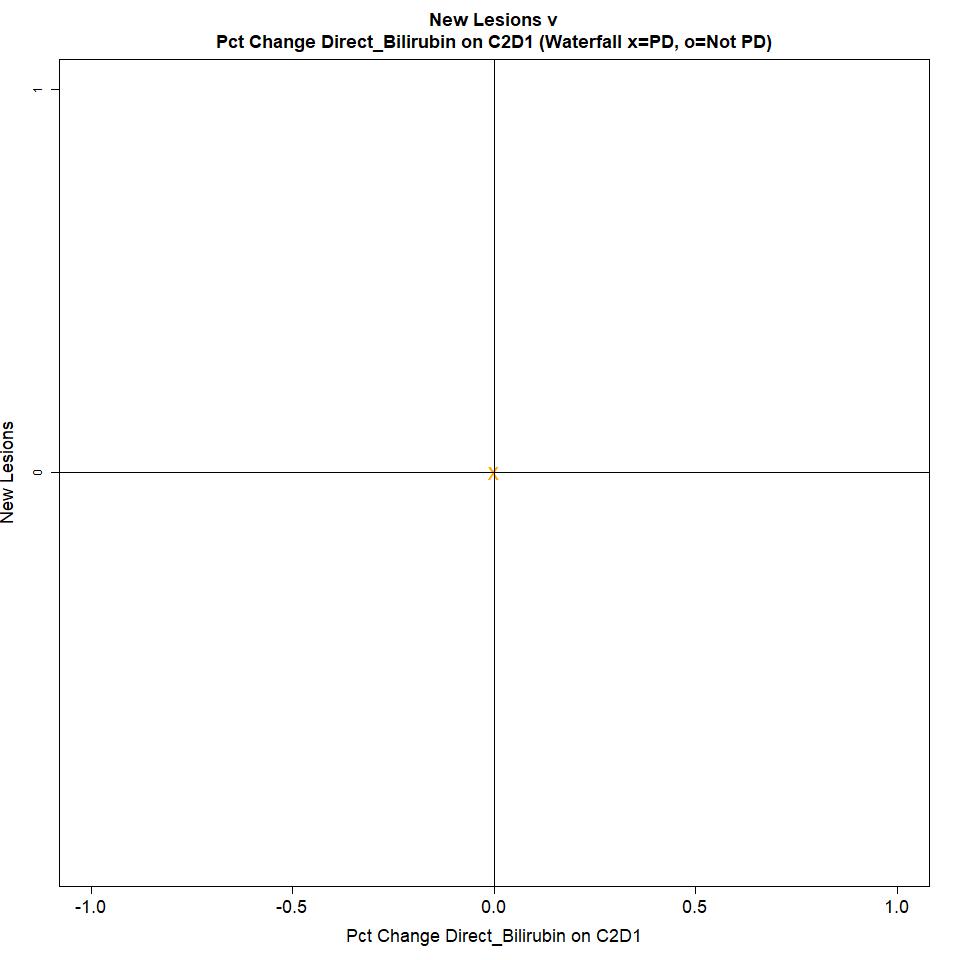 New Lesions v
Pct Change Direct_Bilirubin on C2D1 (Waterfall x=PD, o=Not PD)
1
0
New Lesions
x
-1.0
-0.5
0.0
0.5
1.0
Pct Change Direct_Bilirubin on C2D1